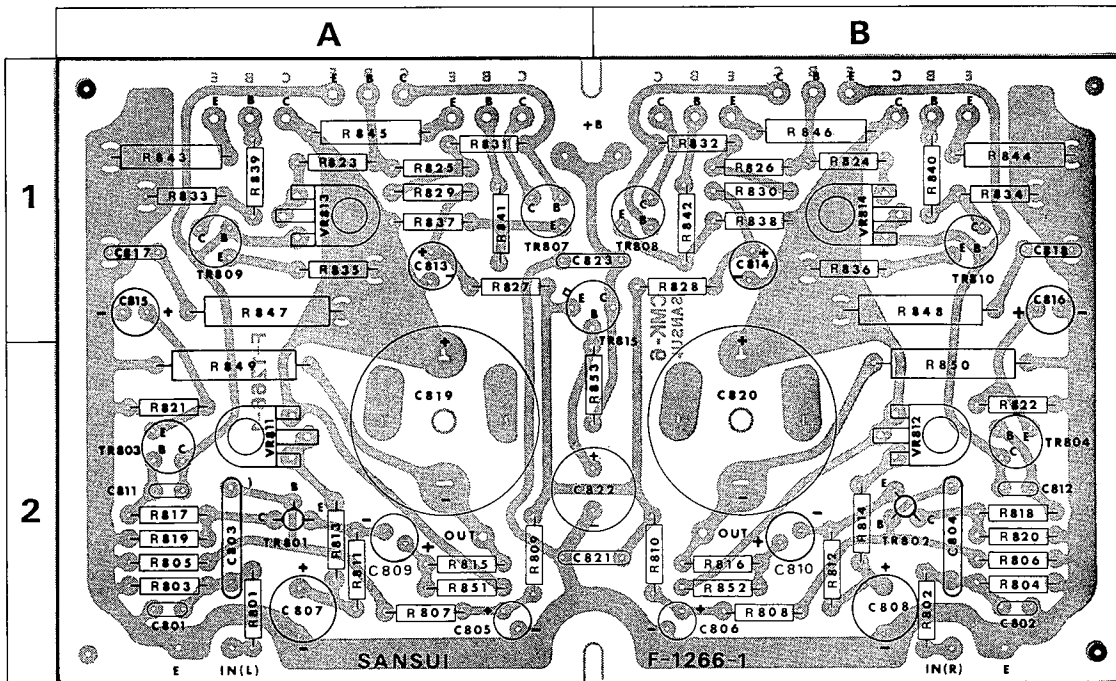 A B
E B C E B C E B C C B E C B E C B E
E B C E B C C B E C B E
1
R845 +B R846
R831 R832
R843 R839 R823 R825 R826 R824 R840 R844
R833 R829 R830 R834
VR813 R837 R841 C B E TR807 C B E TR808 R842 R838 VR814
C B E TR809 E B C TR810
C817 R835 + C813 - C823 + C814 - R836 C818
R827 R828
C815 - + E C B TR815 C816 + -
R847 SANSUI CMK-6 R848
R849 + C819 - R853 + C820 - R850
R821 R822
TR803 E B C VR811 VR812 B E C TR804
2
C811 + C822 - C812
R817 C803 B C E TR801 R813 - C809 + OUT R809 R810 OUT + C810 - R814 E B C TR802 C804 R818
R819 R811 C821 R812 R820
R805 R815 R816 R806
R803 R801 R851 R852 R802 R804
C801 C807 - R807 C805 + - + C806 - R808 C808 - C802
E IN(L) SANSUI F-1266-1 IN(R) E